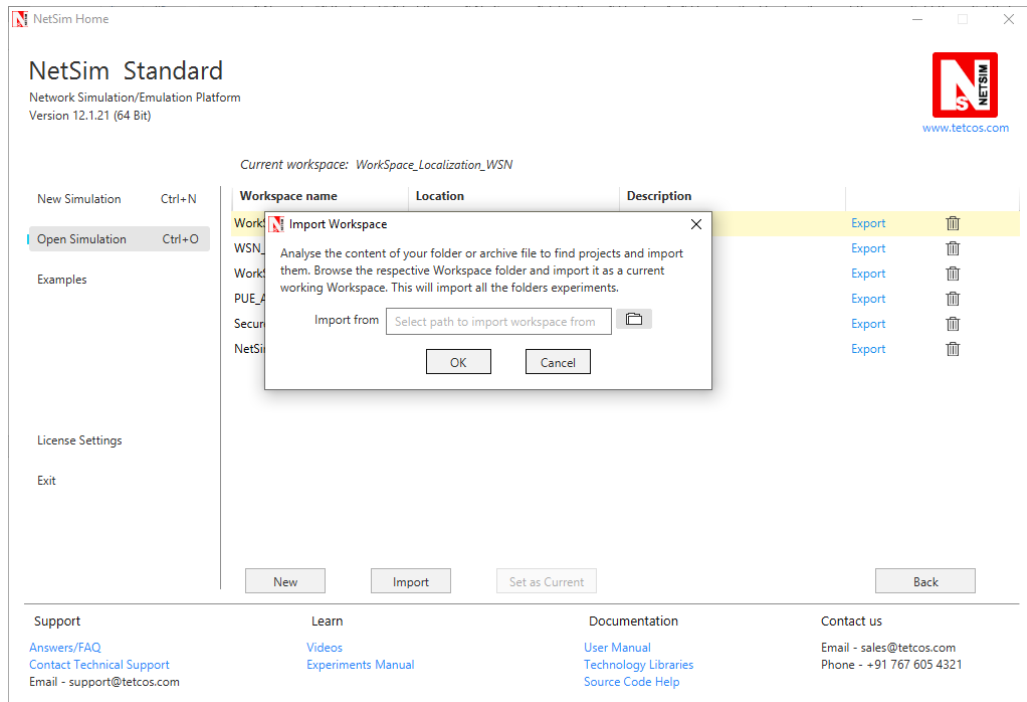 NetSim Home
NetSim Standard
Network Simulation/Emulation Platform
Version 12.1.21 (64 Bit)
NETSIM
www.tetcos.com
Current workspace: WorkSpace_Localization_WSN
New Simulation Ctrl+N
Open Simulation Ctrl+O
Examples
License Settings
Exit
Workspace name Location Description
Export
WSN_ Export
Export
PUE_ Export
Secur Export
NetSi Export
Import Workspace
Analyse the content of your folder or archive file to find projects and import
them. Browse the respective Workspace folder and import it as a current
working Workspace. This will import all the folders experiments.
Import from Select path to import workspace from
OK Cancel
New Import Set as Current Back
Support
Answers/FAQ
Contact Technical Support
Email - support@tetcos.com
Learn
Videos
Experiments Manual
Documentation
User Manual
Technology Libraries
Source Code Help
Contact us
Email - sales@tetcos.com
Phone - +91 767 605 4321